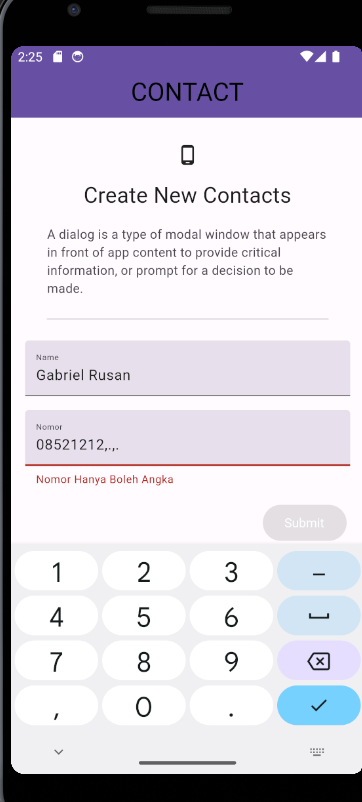 2:25
CONTACT
Create New Contacts
A dialog is a type of modal window that appears
in front of app content to provide critical
information, or prompt for a decision to be
made.
Name
Gabriel Rusan
Nomor
08521212,.,.
Nomor Hanya Boleh Angka
Submit
1 2 3 –
4 5 6
7 8 9
, 0 .